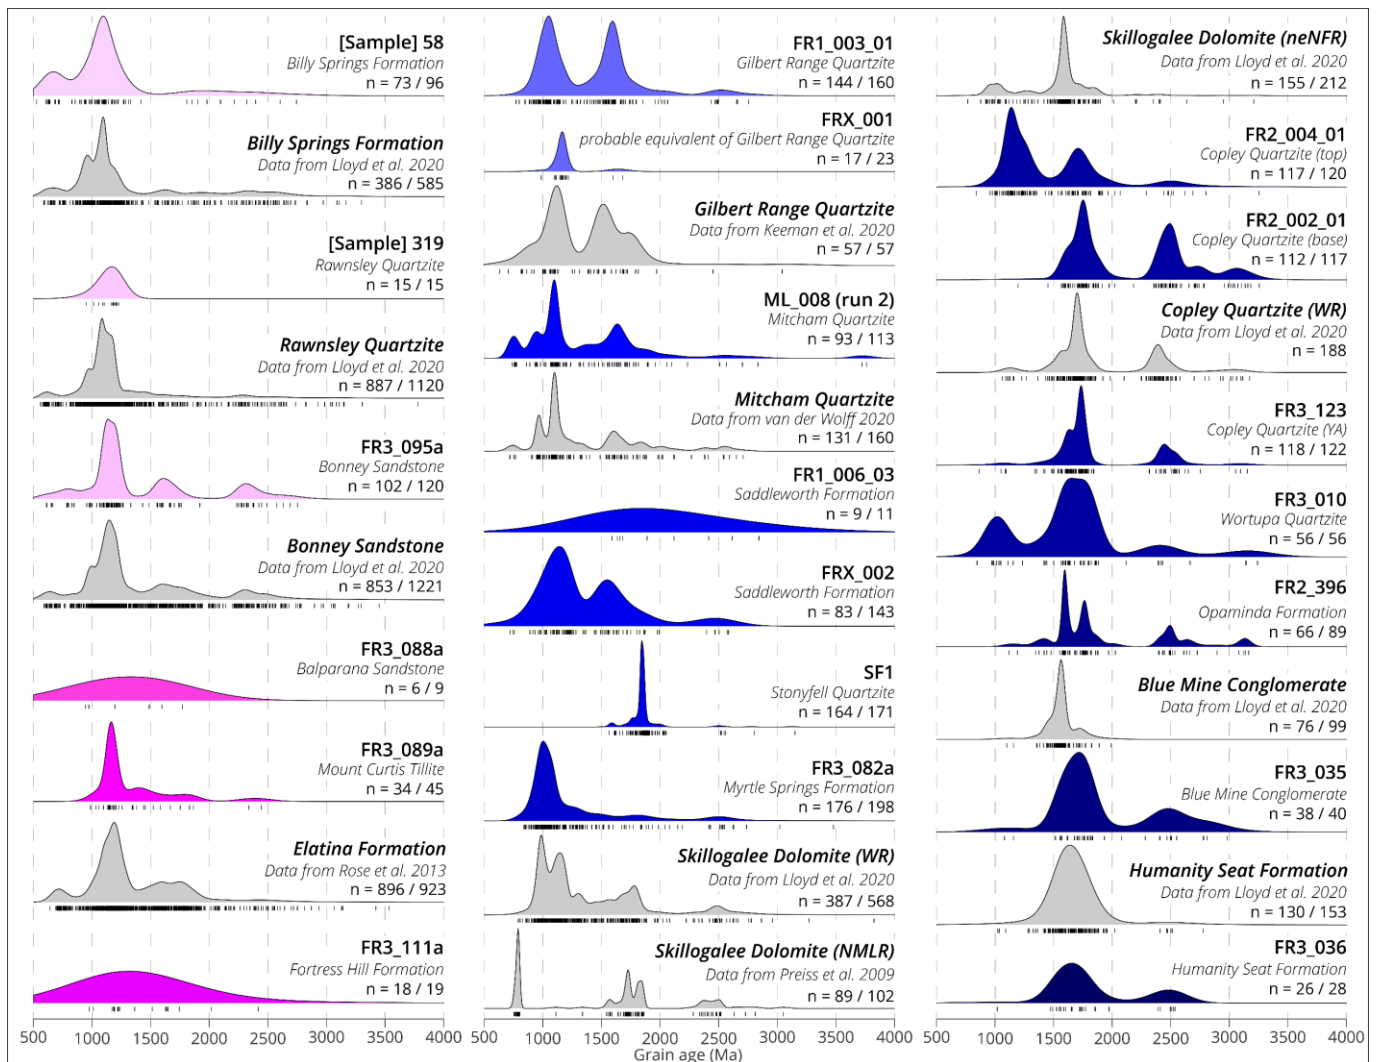 [Sample] 58
Billy Springs Formation
n = 73 / 96
Billy Springs Formation
Data from Lloyd et al. 2020
n = 386 / 585
[Sample] 319
Rawnsley Quartzite
n = 15 / 15
Rawnsley Quartzite
Data from Lloyd et al. 2020
n = 887 / 1120
FR3_095a
Bonney Sandstone
n = 102 / 120
Bonney Sandstone
Data from Lloyd et al. 2020
n = 853 / 1221
FR3_088a
Balparana Sandstone
n = 6 / 9
FR3_089a
Mount Curtis Tillite
n = 34 / 45
Elatina Formation
Data from Rose et al. 2013
n = 896 / 923
FR3_111a
Fortress Hill Formation
n = 18 / 19
500 1000 1500 2000 2500 3000 3500 4000
FR1_003_01
Gilbert Range Quartzite
n = 144 / 160
FRX_001
probable equivalent of Gilbert Range Quartzite
n = 17 / 23
Gilbert Range Quartzite
Data from Keeman et al. 2020
n = 57 / 57
ML_008 (run 2)
Mitcham Quartzite
n = 93 / 113
Mitcham Quartzite
Data from van der Wolff 2020
n = 131 / 160
FR1_006_03
Saddleworth Formation
n = 9 / 11
FRX_002
Saddleworth Formation
n = 83 / 143
SF1
Stonyfell Quartzite
n = 164 / 171
FR3_082a
Myrtle Springs Formation
n = 176 / 198
Skillogalee Dolomite (WR)
Data from Lloyd et al. 2020
n = 387 / 568
Skillogalee Dolomite (NMLR)
Data from Preiss et al. 2009
n = 89 / 102
500 1000 1500 2000 2500 3000 3500 4000
Grain age (Ma)
Skillogalee Dolomite (neNFR)
Data from Lloyd et al. 2020
n = 155 / 212
FR2_004_01
Copley Quartzite (top)
n = 117 / 120
FR2_002_01
Copley Quartzite (base)
n = 112 / 117
Copley Quartzite (WR)
Data from Lloyd et al. 2020
n = 188
FR3_123
Copley Quartzite (YA)
n = 118 / 122
FR3_010
Wortupa Quartzite
n = 56 / 56
FR2_396
Opaminda Formation
n = 66 / 89
Blue Mine Conglomerate
Data from Lloyd et al. 2020
n = 76 / 99
FR3_035
Blue Mine Conglomerate
n = 38 / 40
Humanity Seat Formation
Data from Lloyd et al. 2020
n = 130 / 153
FR3_036
Humanity Seat Formation
n = 26 / 28
500 1000 1500 2000 2500 3000 3500 4000